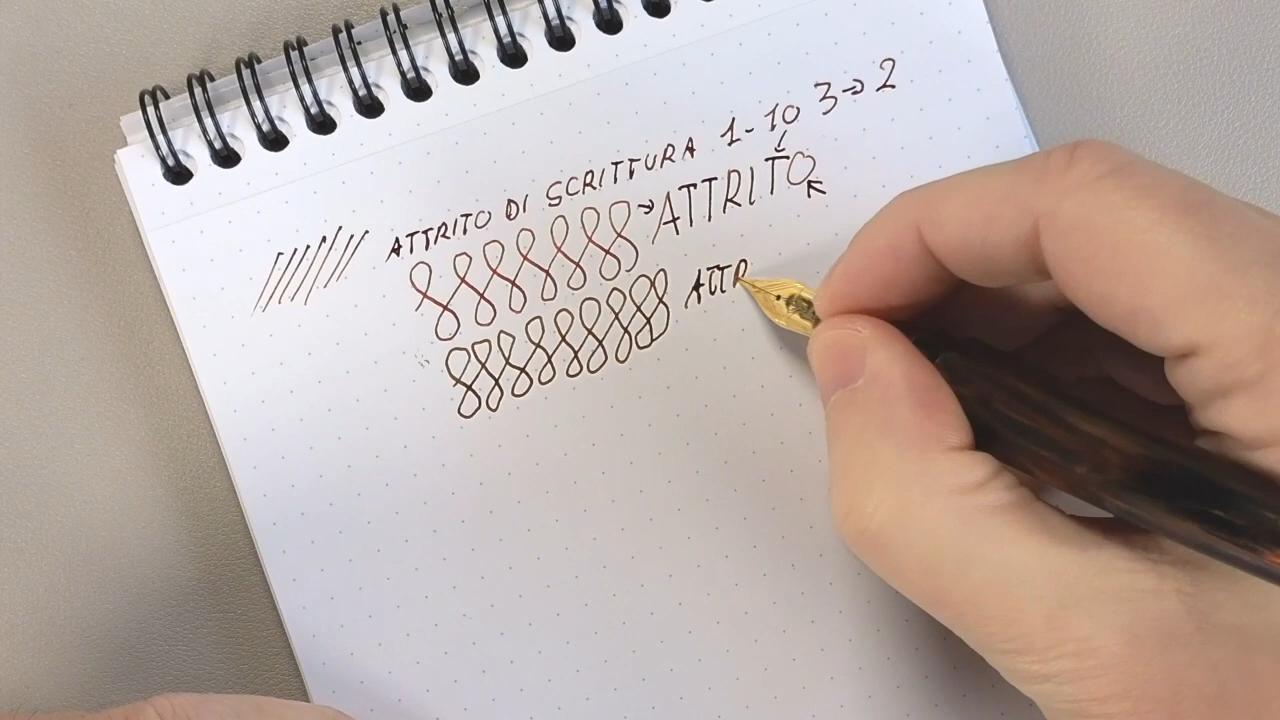 ATTRITO DI SCRITTURA 1-10 3→2
→ATTRITO
ATTR